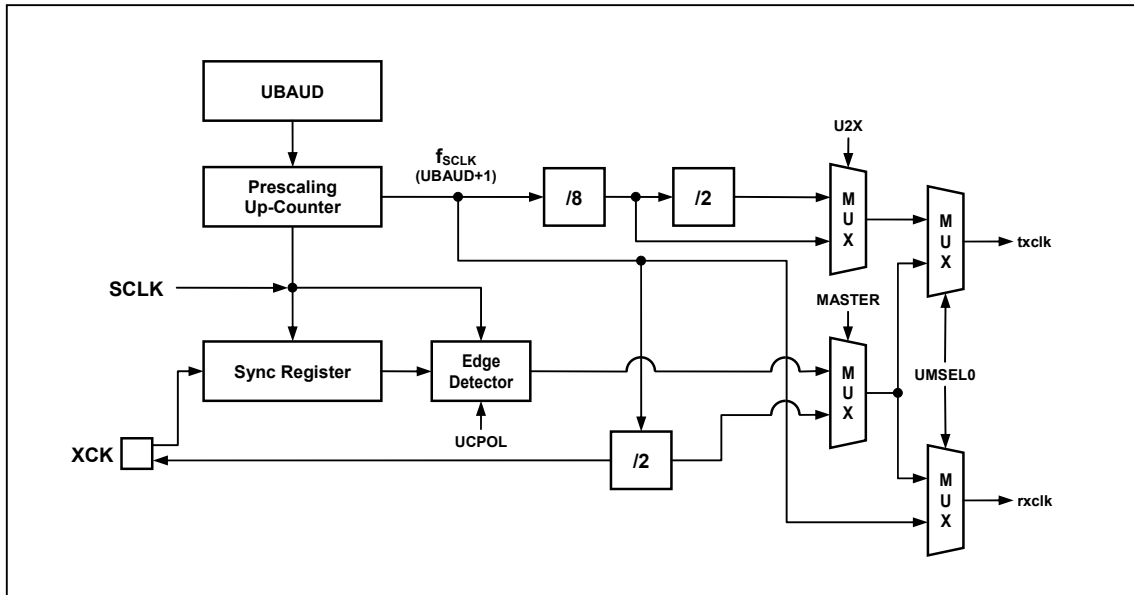 UBAUD
U2X
fSCLK
(UBAUD+1)
Prescaling
Up-Counter
/8
/2
M
U
X
M
U
X
txclk
SCLK
MASTER
Sync Register
Edge
Detector
M
U
X
UMSEL0
UCPOL
XCK
/2
M
U
X
rxclk